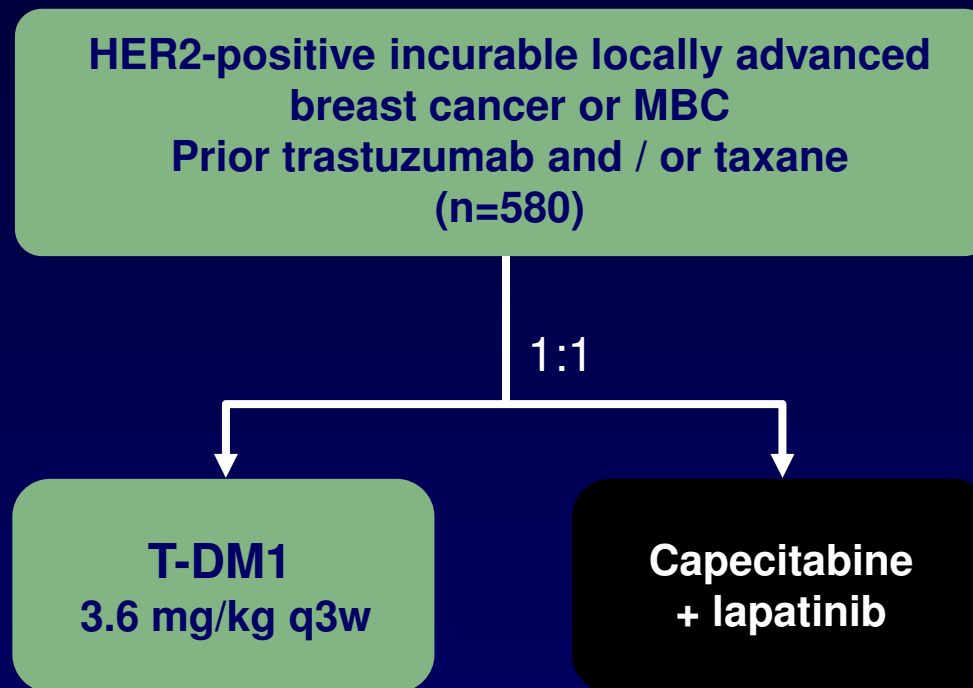 HER2-positive incurable locally advanced
breast cancer or MBC
Prior trastuzumab and / or taxane
(n=580)
1:1
T-DM1
3.6 mg/kg q3w
Capecitabine
+ lapatinib